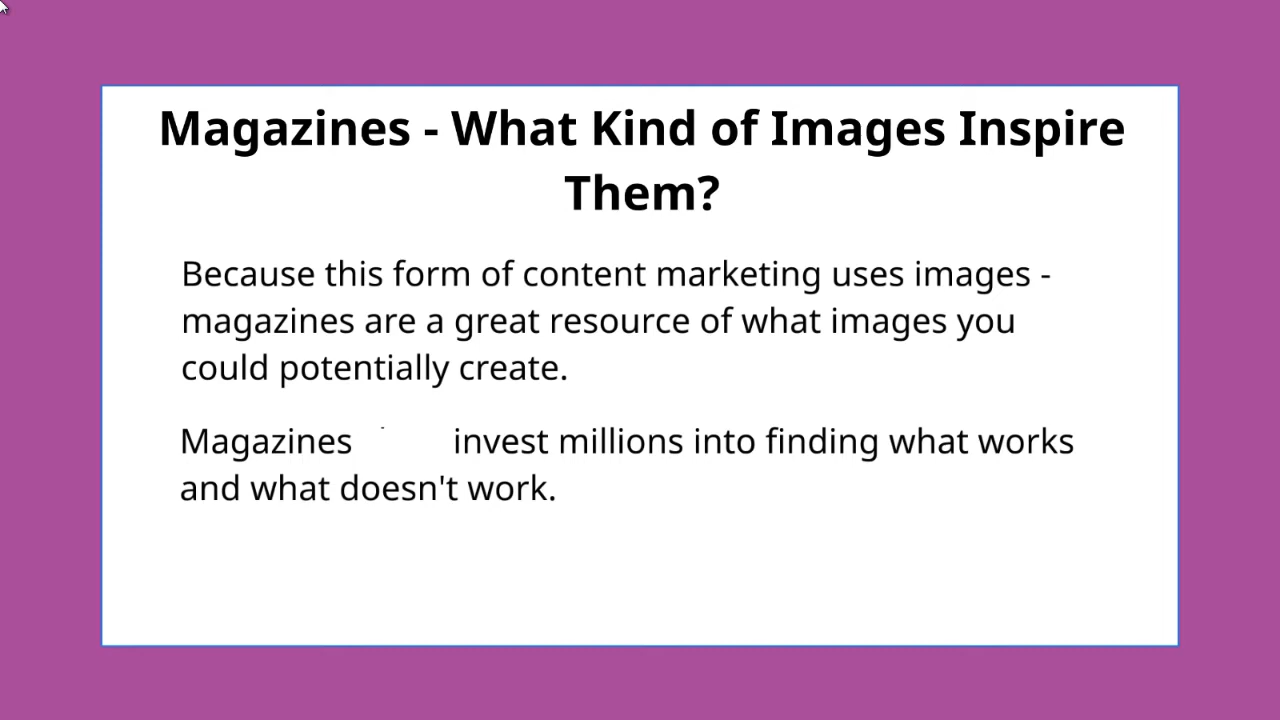 Magazines - What Kind of Images Inspire
Them?
Because this form of content marketing uses images -
magazines are a great resource of what images you
could potentially create.
Magazines invest millions into finding what works
and what doesn't work.